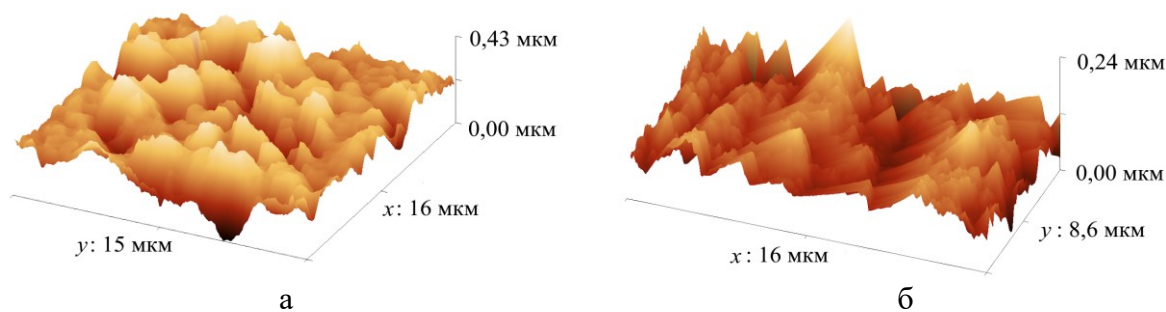 0,43 мкм
0,00 мкм
x: 16 мкм
y: 15 мкм
а
0,24 мкм
0,00 мкм
y: 8,6 мкм
x: 16 мкм
б